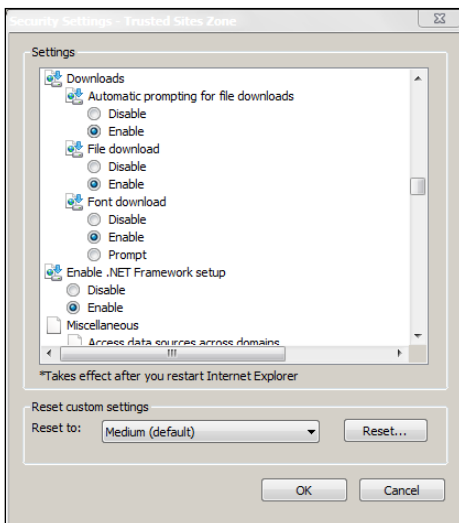 Security Settings - Trusted Sites Zone
Settings
Downloads
Automatic prompting for file downloads
Disable
Enable
File download
Disable
Enable
Font download
Disable
Enable
Prompt
Enable .NET Framework setup
Disable
Enable
Miscellaneous
Access data sources across domains
*Takes effect after you restart Internet Explorer
Reset custom settings
Reset to: Medium (default) Reset...
OK Cancel